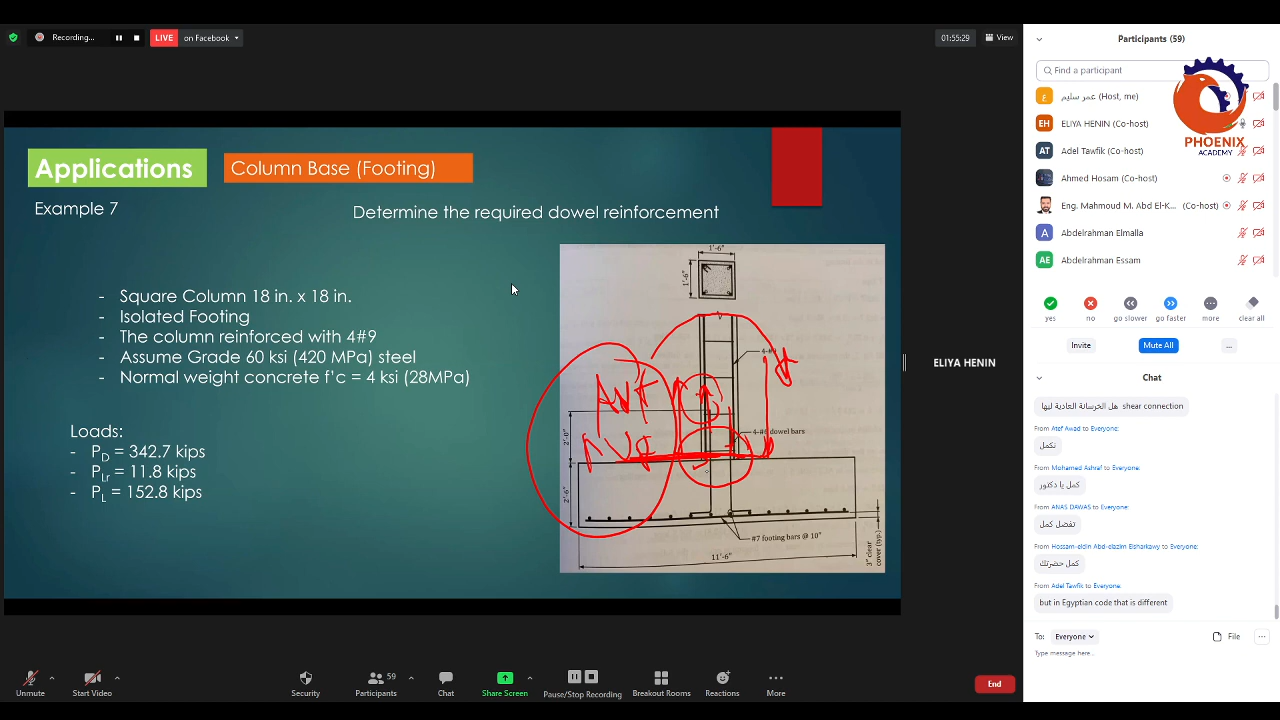 Recording...
LIVE on Facebook
01:55:29
View
Applications
Column Base (Footing)
Example 7
Determine the required dowel reinforcement
- Square Column 18 in. x 18 in.
- Isolated Footing
- The column reinforced with 4#9
- Assume Grade 60 ksi (420 MPa) steel
- Normal weight concrete f'c = 4 ksi (28MPa)
Loads:
- PD = 342.7 kips
- PLr = 11.8 kips
- PL = 152.8 kips
1'-6"
1'-6"
4-#6 dowel bars
2'-0"
2'-6"
#7 footing bars @ 10"
11'-6"
3" clear
cover (typ.)
ELIYA HENIN
Participants (59)
Find a participant
PHOENIX
ACADEMY
ع
عمر سليم (Host, me)
EH
ELIYA HENIN (Co-host)
AT
Adel Tawfik (Co-host)
Ahmed Hosam (Co-host)
Eng. Mahmoud M. Abd El-K... (Co-host)
A
Abdelrahman Elmalla
AE
Abdelrahman Essam
yes
no
go slower
go faster
more
clear all
Invite
Mute All
...
Chat
هل الخرسانة العادية ليها shear connection
From Atef Awad to Everyone:
نكمل
From Mohamed Ashraf to Everyone:
كمل يا دكتور
From ANAS DAWAS to Everyone:
تفضل كمل
From Hossam-eldin Abd-elazim Elsharkawy to Everyone:
كمل حضرتك
From Adel Tawfik to Everyone:
but in Egyptian code that is different
To: Everyone
File
Type message here...
Unmute
Start Video
Security
59
Participants
Chat
Share Screen
Pause/Stop Recording
Breakout Rooms
Reactions
More
End